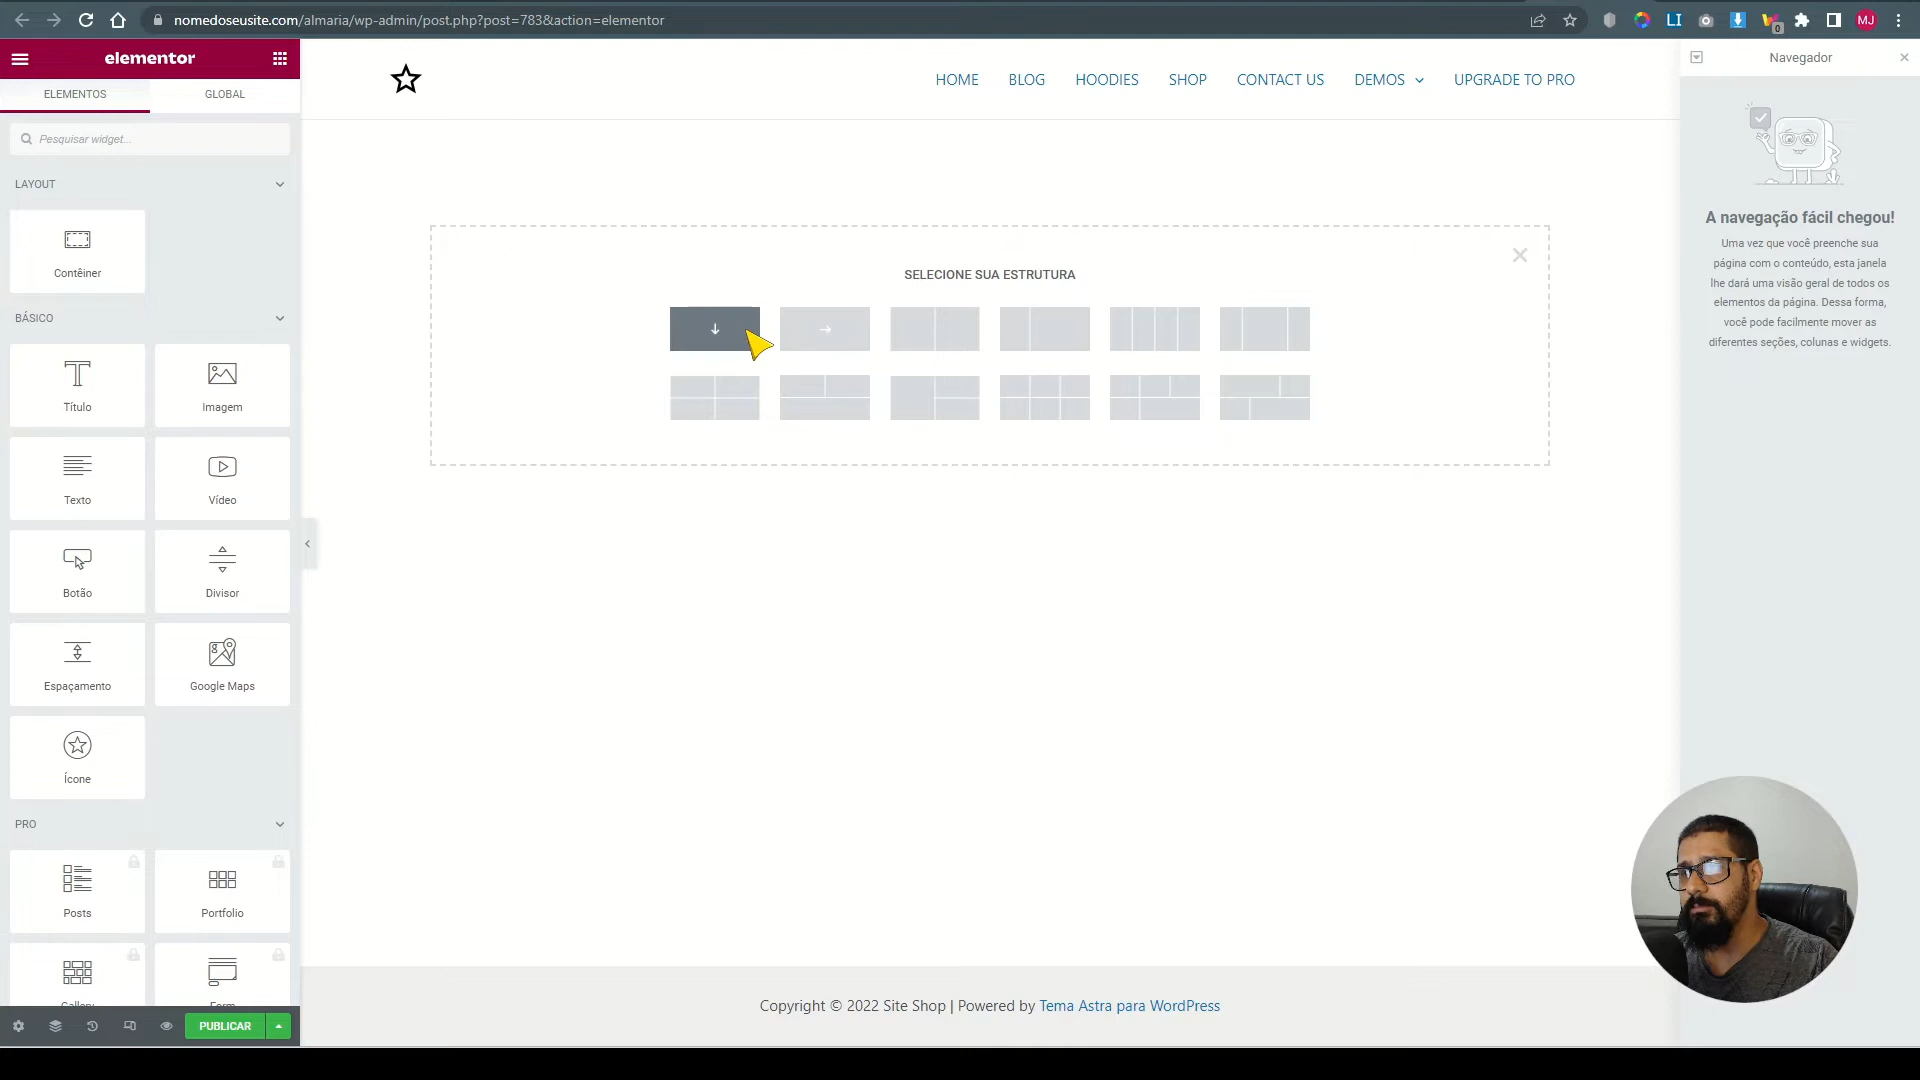 nomedoseusite.com/almaria/wp-admin/post.php?post=783&action=elementor
LI
0
MJ
elementor
ELEMENTOS
GLOBAL
Pesquisar widget...
LAYOUT
Contêiner
BÁSICO
Título
Imagem
Texto
Vídeo
Botão
Divisor
Espaçamento
Google Maps
Ícone
PRO
Posts
Portfolio
Gallery
Form
PUBLICAR
HOME
BLOG
HOODIES
SHOP
CONTACT US
DEMOS
UPGRADE TO PRO
SELECIONE SUA ESTRUTURA
Copyright © 2022 Site Shop | Powered by Tema Astra para WordPress
Navegador
A navegação fácil chegou!
Uma vez que você preenche sua
página com o conteúdo, esta janela
lhe dará uma visão geral de todos os
elementos da página. Dessa forma,
você pode facilmente mover as
diferentes seções, colunas e widgets.